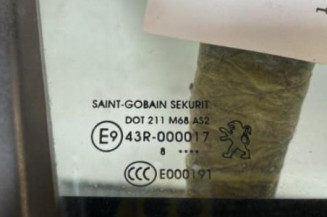 SAINT-GOBAIN SEKURIT
DOT 211 M68 AS2
E9 43R-000017
8 ••••
CCC E000191